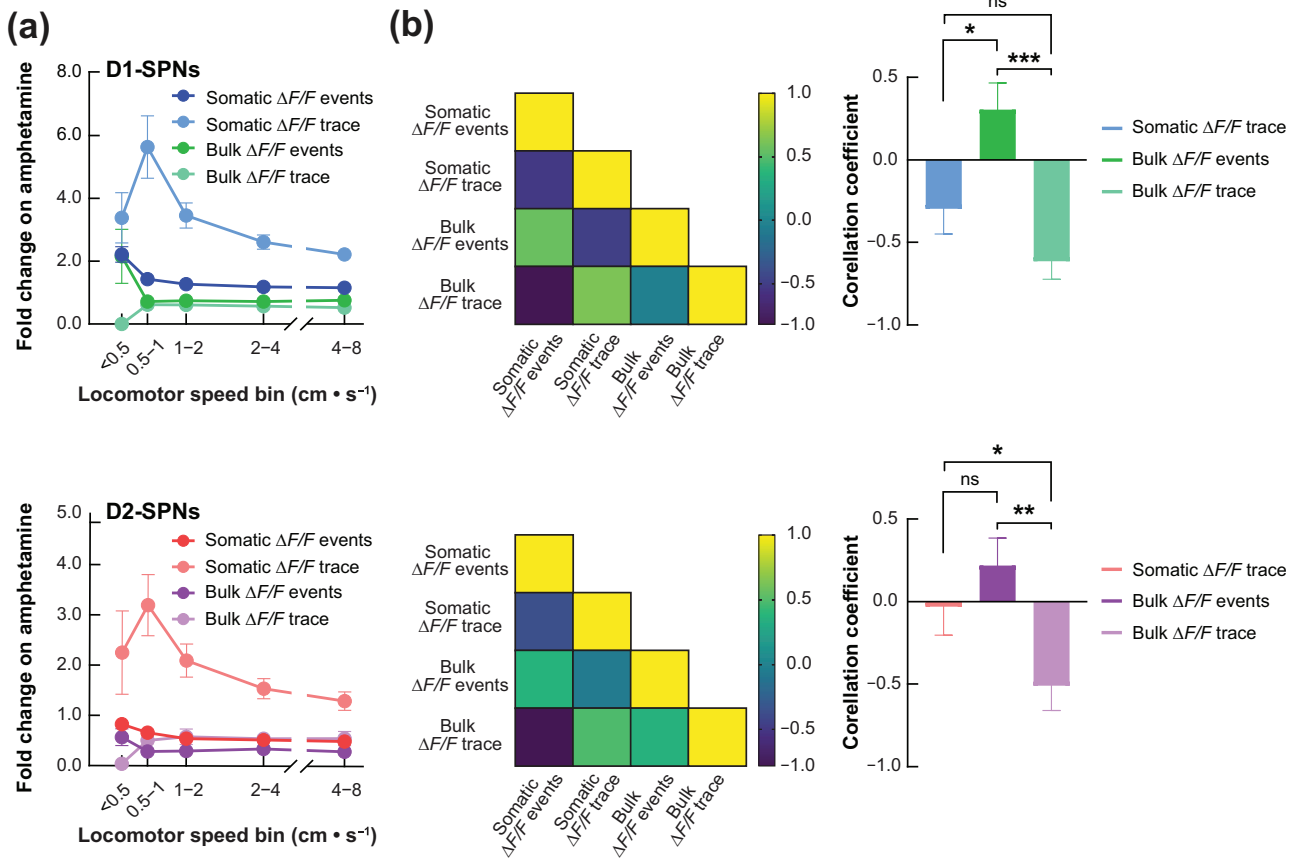 (a)
D1-SPNs
Fold change on amphetamine
8.0
6.0
4.0
2.0
0.0
Somatic ΔF/F events
Somatic ΔF/F trace
Bulk ΔF/F events
Bulk ΔF/F trace
<0.5
0.5–1
1–2
2–4
4–8
Locomotor speed bin (cm • s⁻¹)
(b)
Somatic
ΔF/F events
Somatic
ΔF/F trace
Bulk
ΔF/F events
Bulk
ΔF/F trace
Somatic
ΔF/F events
Somatic
ΔF/F trace
Bulk
ΔF/F events
Bulk
ΔF/F trace
1.0
0.5
0.0
−0.5
−1.0
ns
*
***
Corellation coefficient
0.5
0.0
−0.5
−1.0
Somatic ΔF/F trace
Bulk ΔF/F events
Bulk ΔF/F trace
D2-SPNs
Fold change on amphetamine
5.0
4.0
3.0
2.0
1.0
0.0
Somatic ΔF/F events
Somatic ΔF/F trace
Bulk ΔF/F events
Bulk ΔF/F trace
<0.5
0.5–1
1–2
2–4
4–8
Locomotor speed bin (cm • s⁻¹)
Somatic
ΔF/F events
Somatic
ΔF/F trace
Bulk
ΔF/F events
Bulk
ΔF/F trace
Somatic
ΔF/F events
Somatic
ΔF/F trace
Bulk
ΔF/F events
Bulk
ΔF/F trace
1.0
0.5
0.0
−0.5
−1.0
*
ns
**
Corellation coefficient
0.5
0.0
−0.5
−1.0
Somatic ΔF/F trace
Bulk ΔF/F events
Bulk ΔF/F trace